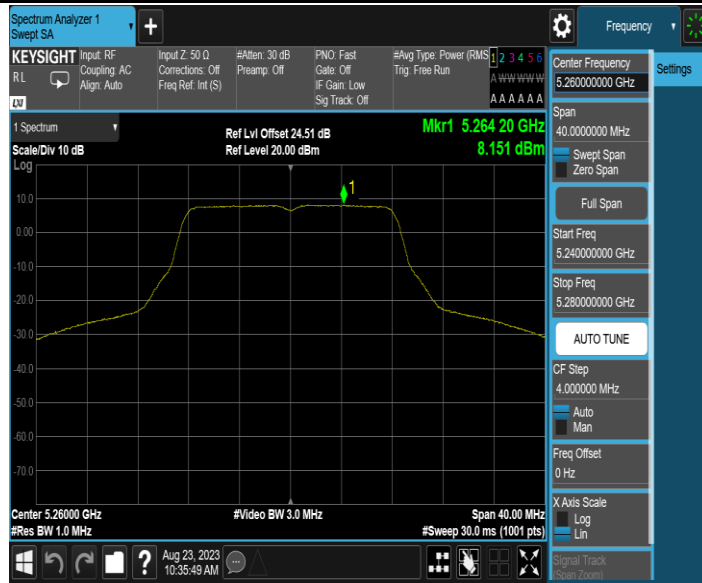 Spectrum Analyzer 1
Swept SA
+
Frequency
KEYSIGHT
RL
LXI
Input: RF
Coupling: AC
Align: Auto
Input Z: 50 Ω
Corrections: Off
Freq Ref: Int (S)
#Atten: 30 dB
Preamp: Off
PNO: Fast
Gate: Off
IF Gain: Low
Sig Track: Off
#Avg Type: Power (RMS
Trig: Free Run
1 2 3 4 5 6
A W W W W W
A A A A A A
1 Spectrum
Scale/Div 10 dB
Log
Ref Lvl Offset 24.51 dB
Ref Level 20.00 dBm
Mkr1 5.264 20 GHz
8.151 dBm
1
10.0
0.00
-10.0
-20.0
-30.0
-40.0
-50.0
-60.0
-70.0
Center 5.26000 GHz
#Video BW 3.0 MHz
Span 40.00 MHz
#Res BW 1.0 MHz
#Sweep 30.0 ms (1001 pts)
?
Aug 23, 2023
10:35:49 AM
Center Frequency
5.260000000 GHz
Settings
Span
40.0000000 MHz
Swept Span
Zero Span
Full Span
Start Freq
5.240000000 GHz
Stop Freq
5.280000000 GHz
AUTO TUNE
CF Step
4.000000 MHz
Auto
Man
Freq Offset
0 Hz
X Axis Scale
Log
Lin
Signal Track
(Span Zoom)